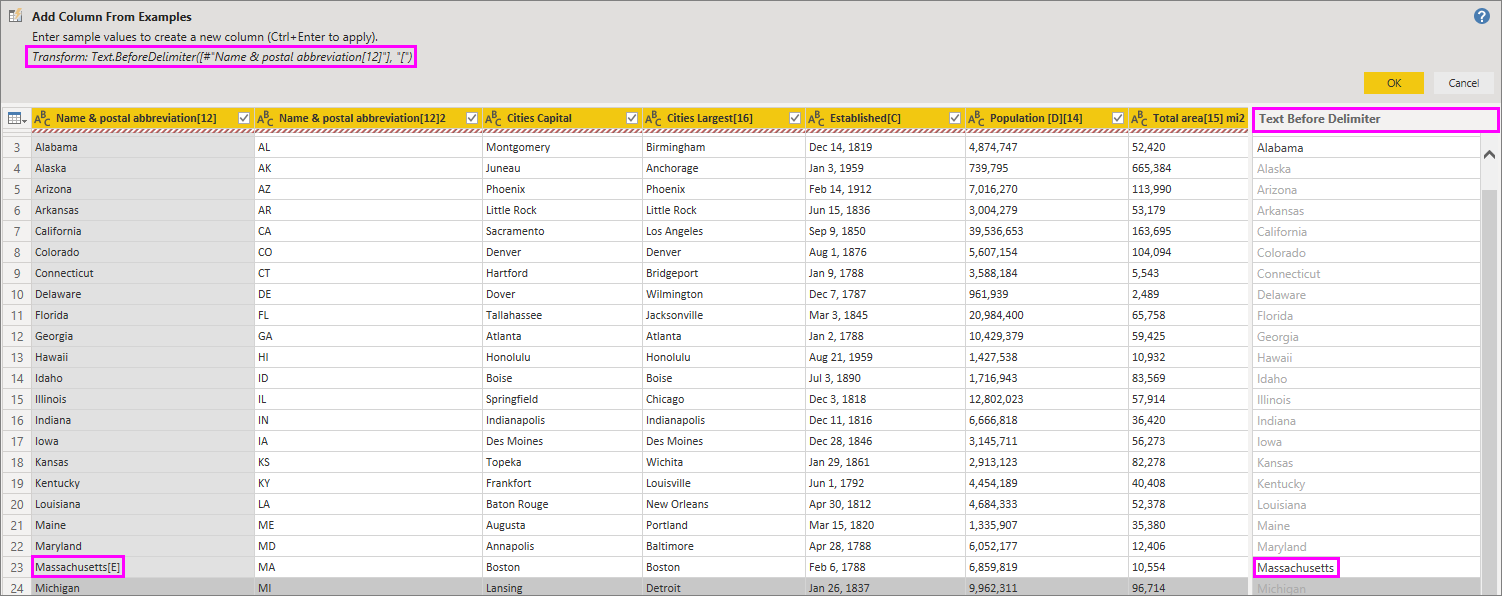 Add Column From Examples
Enter sample values to create a new column (Ctrl+Enter to apply).
Transform: Text.BeforeDelimiter([#"Name & postal abbreviation[12]"], "[")
OK Cancel
ABC Name & postal abbreviation[12] ABC Name & postal abbreviation[12]2 ABC Cities Capital ABC Cities Largest[16] ABC Established[C] ABC Population [D][14] ABC Total area[15] mi2 Text Before Delimiter
3 Alabama AL Montgomery Birmingham Dec 14, 1819 4,874,747 52,420 Alabama
4 Alaska AK Juneau Anchorage Jan 3, 1959 739,795 665,384 Alaska
5 Arizona AZ Phoenix Phoenix Feb 14, 1912 7,016,270 113,990 Arizona
6 Arkansas AR Little Rock Little Rock Jun 15, 1836 3,004,279 53,179 Arkansas
7 California CA Sacramento Los Angeles Sep 9, 1850 39,536,653 163,695 California
8 Colorado CO Denver Denver Aug 1, 1876 5,607,154 104,094 Colorado
9 Connecticut CT Hartford Bridgeport Jan 9, 1788 3,588,184 5,543 Connecticut
10 Delaware DE Dover Wilmington Dec 7, 1787 961,939 2,489 Delaware
11 Florida FL Tallahassee Jacksonville Mar 3, 1845 20,984,400 65,758 Florida
12 Georgia GA Atlanta Atlanta Jan 2, 1788 10,429,379 59,425 Georgia
13 Hawaii HI Honolulu Honolulu Aug 21, 1959 1,427,538 10,932 Hawaii
14 Idaho ID Boise Boise Jul 3, 1890 1,716,943 83,569 Idaho
15 Illinois IL Springfield Chicago Dec 3, 1818 12,802,023 57,914 Illinois
16 Indiana IN Indianapolis Indianapolis Dec 11, 1816 6,666,818 36,420 Indiana
17 Iowa IA Des Moines Des Moines Dec 28, 1846 3,145,711 56,273 Iowa
18 Kansas KS Topeka Wichita Jan 29, 1861 2,913,123 82,278 Kansas
19 Kentucky KY Frankfort Louisville Jun 1, 1792 4,454,189 40,408 Kentucky
20 Louisiana LA Baton Rouge New Orleans Apr 30, 1812 4,684,333 52,378 Louisiana
21 Maine ME Augusta Portland Mar 15, 1820 1,335,907 35,380 Maine
22 Maryland MD Annapolis Baltimore Apr 28, 1788 6,052,177 12,406 Maryland
23 Massachusetts[E] MA Boston Boston Feb 6, 1788 6,859,819 10,554 Massachusetts
24 Michigan MI Lansing Detroit Jan 26, 1837 9,962,311 96,714 Michigan